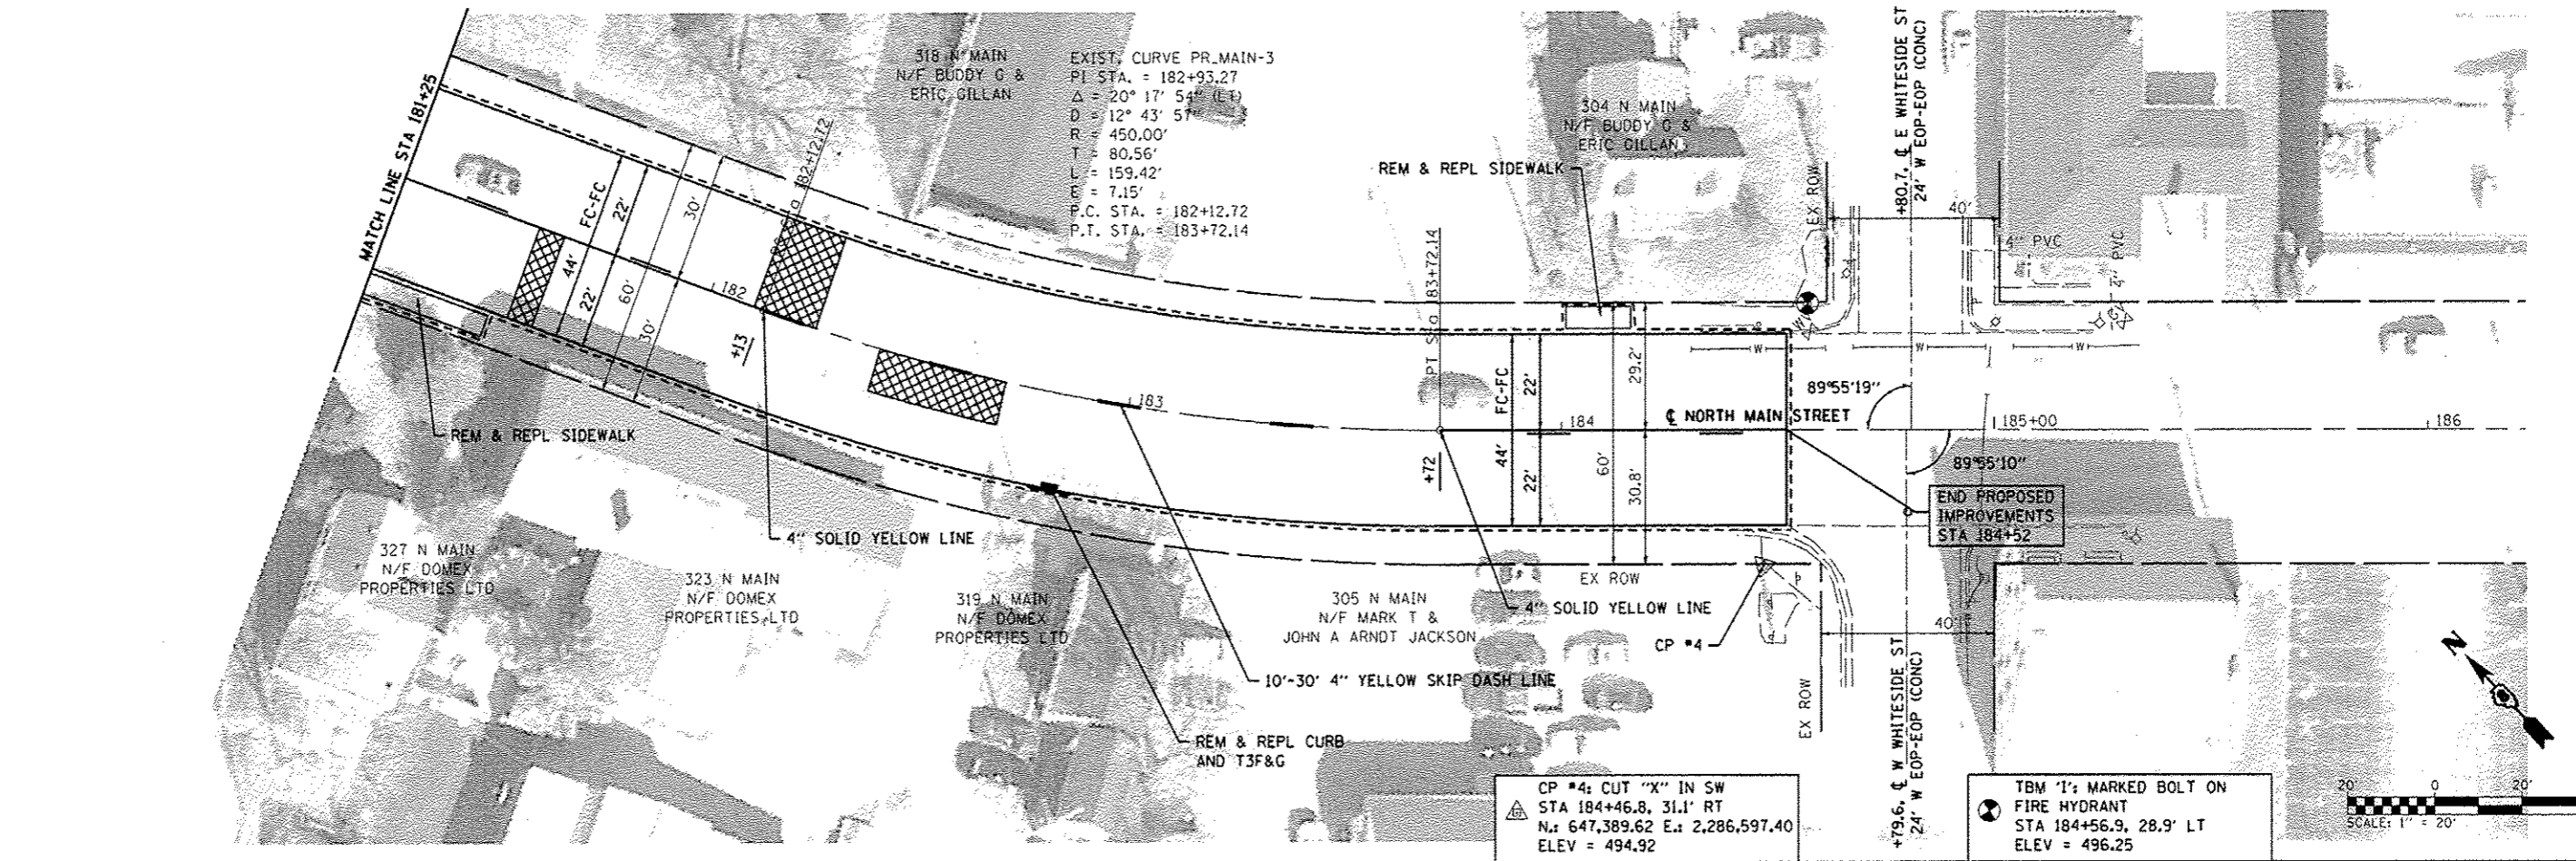 MATCH LINE STA 181+25
318 N MAIN
N/F BUDDY G &
ERIC GILLAN
EXIST. CURVE PR_MAIN-3
PI STA. = 182+93.27
Δ = 20° 17' 54" (LT)
D = 12° 43' 57"
R = 450.00'
T = 80.56'
L = 159.42'
E = 7.15'
P.C. STA. = 182+12.72
P.T. STA. = 183+72.14
182+12.72
FC-FC
22'
44'
22'
30'
60'
30'
182
+13
REM & REPL SIDEWALK
4" SOLID YELLOW LINE
327 N MAIN
N/F DOMEX
PROPERTIES LTD
323 N MAIN
N/F DOMEX
PROPERTIES LTD
319 N MAIN
N/F DOMEX
PROPERTIES LTD
305 N MAIN
N/F MARK T &
JOHN A ARNDT JACKSON
183
10'-30' 4" YELLOW SKIP DASH LINE
REM & REPL CURB
AND T3F&G
304 N MAIN
N/F BUDDY G &
ERIC GILLAN
REM & REPL SIDEWALK
PT Sta 183+72.14
+72
FC-FC
22'
44'
22'
29.2'
60'
30.8'
184
℄ NORTH MAIN STREET
4" SOLID YELLOW LINE
EX ROW
CP #4
EX ROW
+80.7, ℄ E WHITESIDE ST
24' W EOP-EOP (CONC)
EX ROW
40'
4" PVC
4" PVC
G
W
W
W
W
89°55'19"
89°55'10"
185+00
186
END PROPOSED
IMPROVEMENTS
STA 184+52
40'
+79.6, ℄ W WHITESIDE ST
24' W EOP-EOP (CONC)
CP #4: CUT "X" IN SW
STA 184+46.8, 31.1' RT
N.: 647,389.62 E.: 2,286,597.40
ELEV = 494.92
TBM '1': MARKED BOLT ON
FIRE HYDRANT
STA 184+56.9, 28.9' LT
ELEV = 496.25
N
20' 0 20'
SCALE: 1" = 20'